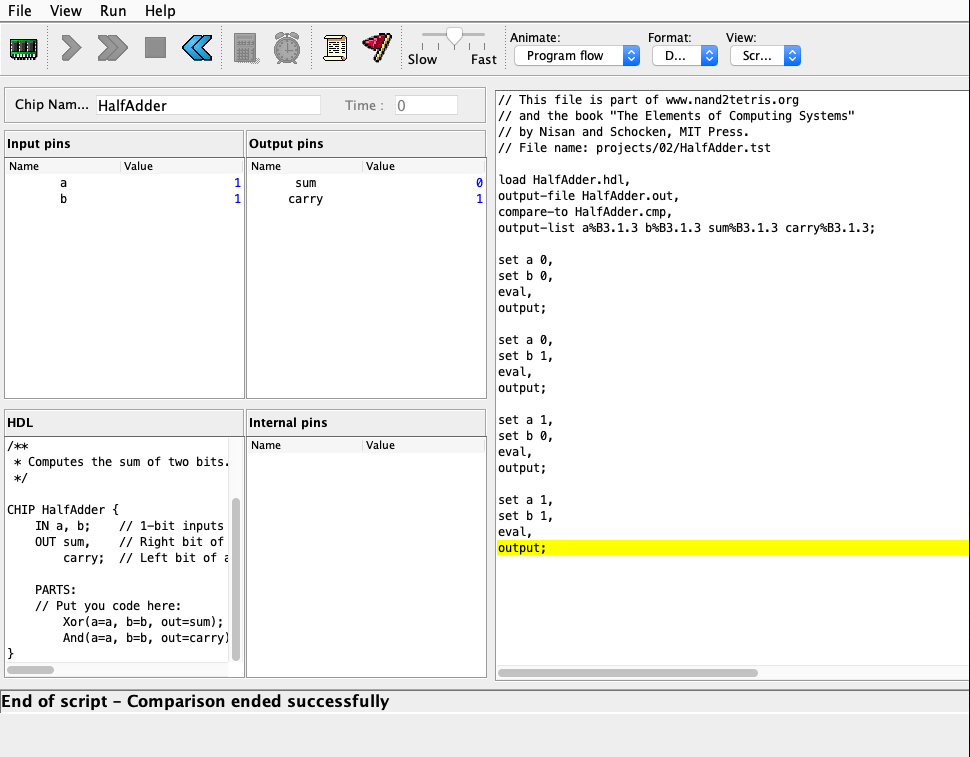 File View Run Help
Animate: Format: View:
Slow Fast Program flow D... Scr...
Chip Nam... HalfAdder Time : 0
Input pins
Name Value
a 1
b 1
Output pins
Name Value
sum 0
carry 1
HDL
/**
* Computes the sum of two bits.
*/
CHIP HalfAdder {
IN a, b; // 1-bit inputs
OUT sum, // Right bit of
carry; // Left bit of a
PARTS:
// Put you code here:
Xor(a=a, b=b, out=sum);
And(a=a, b=b, out=carry)
}
Internal pins
Name Value
// This file is part of www.nand2tetris.org
// and the book "The Elements of Computing Systems"
// by Nisan and Schocken, MIT Press.
// File name: projects/02/HalfAdder.tst
load HalfAdder.hdl,
output-file HalfAdder.out,
compare-to HalfAdder.cmp,
output-list a%B3.1.3 b%B3.1.3 sum%B3.1.3 carry%B3.1.3;
set a 0,
set b 0,
eval,
output;
set a 0,
set b 1,
eval,
output;
set a 1,
set b 0,
eval,
output;
set a 1,
set b 1,
eval,
output;
End of script - Comparison ended successfully